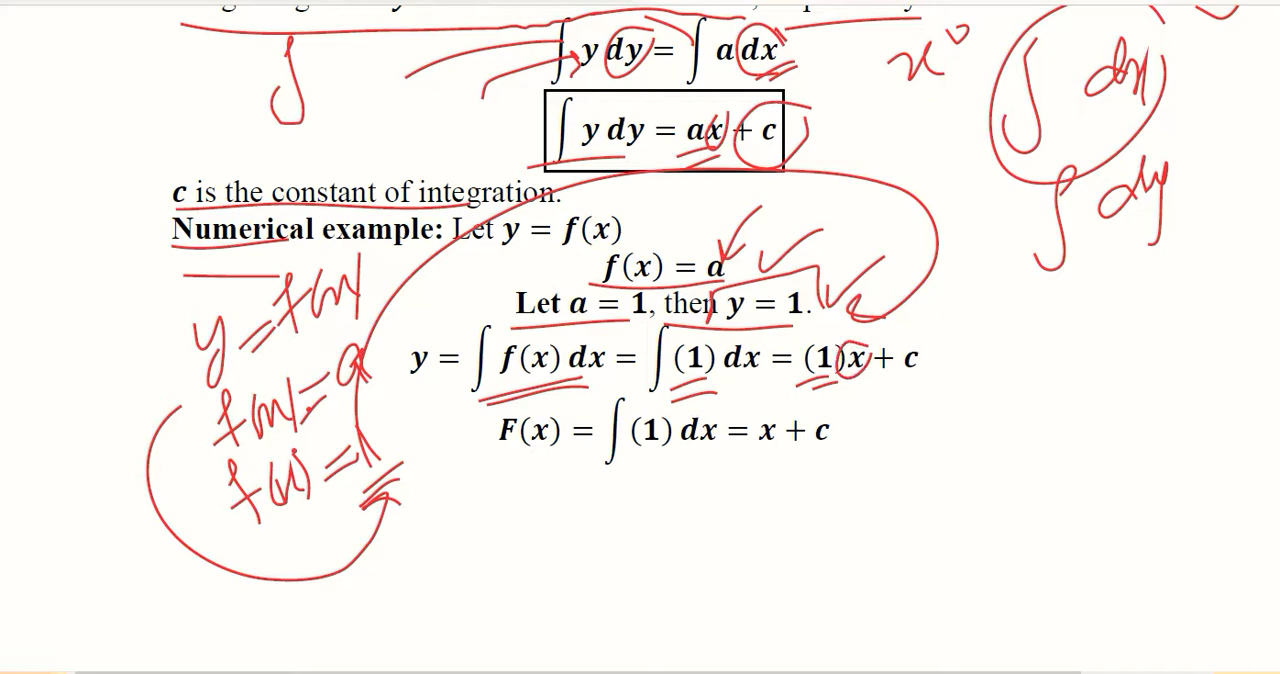 ∫ y dy = ∫ a dx
∫ y dy = ax + c
c is the constant of integration.
Numerical example: Let y = f(x)
f(x) = a
Let a = 1, then y = 1.
y = ∫ f(x) dx = ∫ (1) dx = (1)x + c
F(x) = ∫ (1) dx = x + c
∫
x⁰
∫ dx
∫ dy
y = f(x)
f(x) = a
f(x) = 1